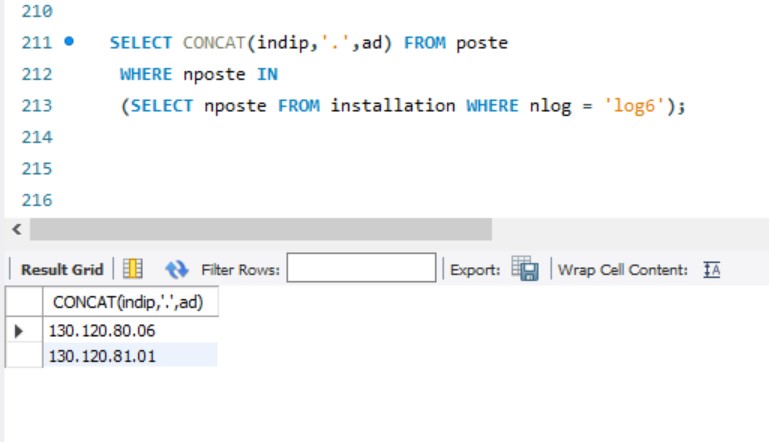 210
211 SELECT CONCAT(indip,'.',ad) FROM poste
212 WHERE nposte IN
213 (SELECT nposte FROM installation WHERE nlog = 'log6');
214
215
216
Result Grid Filter Rows: Export: Wrap Cell Content:
CONCAT(indip,'.',ad)
130.120.80.06
130.120.81.01